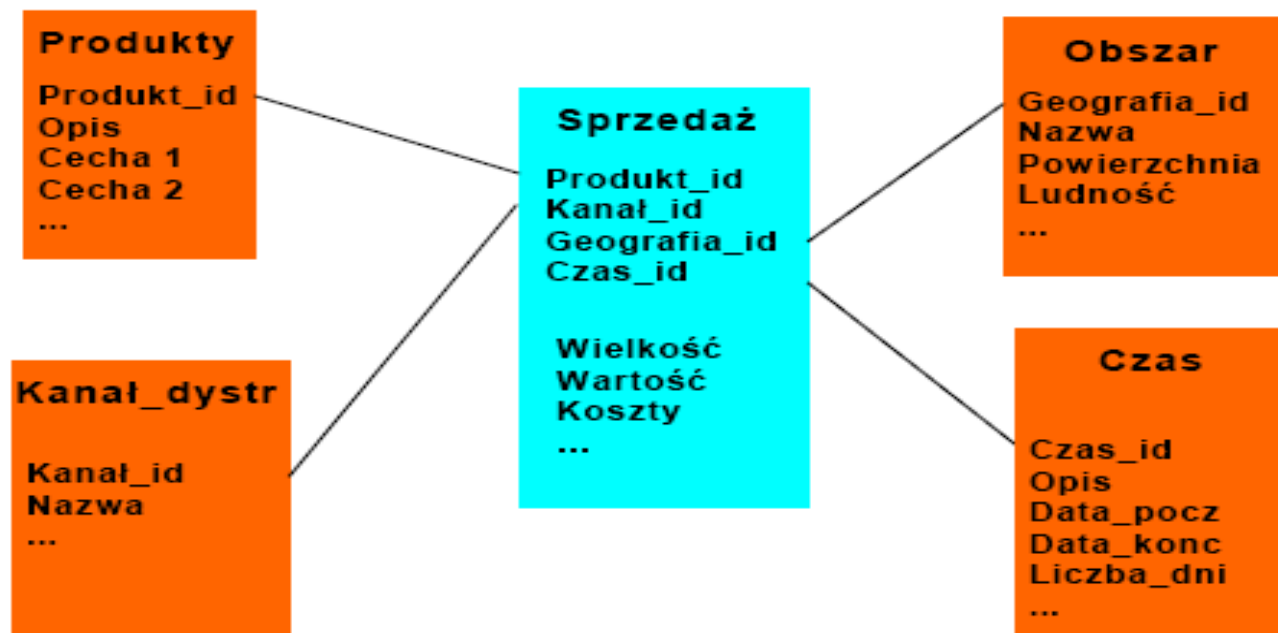 Produkty
Produkt_id
Opis
Cecha 1
Cecha 2
...
Kanał_dystr
Kanał_id
Nazwa
...
Sprzedaż
Produkt_id
Kanał_id
Geografia_id
Czas_id
Wielkość
Wartość
Koszty
...
Obszar
Geografia_id
Nazwa
Powierzchnia
Ludność
...
Czas
Czas_id
Opis
Data_pocz
Data_konc
Liczba_dni
...